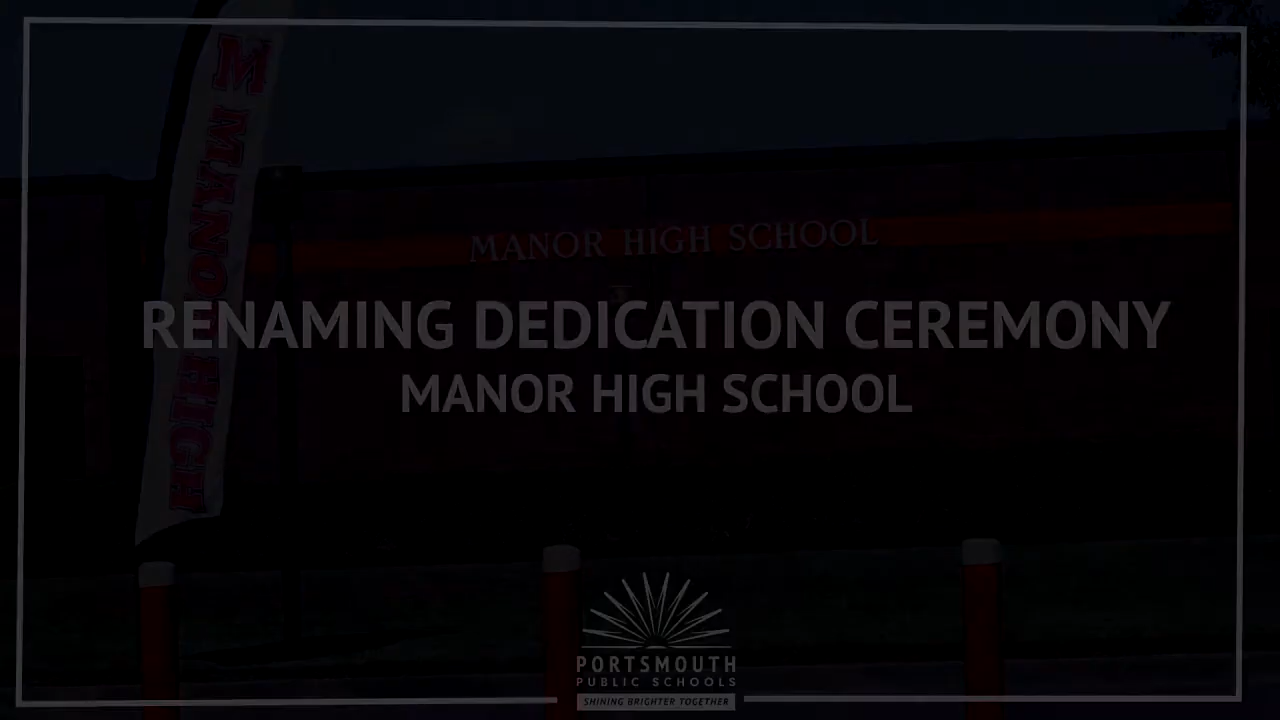 M MANOR HIGH
MANOR HIGH SCHOOL
RENAMING DEDICATION CEREMONY
MANOR HIGH SCHOOL
PORTSMOUTH
PUBLIC SCHOOLS
SHINING BRIGHTER TOGETHER